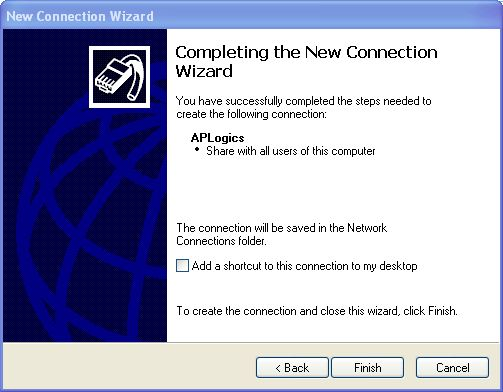 New Connection Wizard
Completing the New Connection
Wizard
You have successfully completed the steps needed to
create the following connection:
APLogics
• Share with all users of this computer
The connection will be saved in the Network
Connections folder.
Add a shortcut to this connection to my desktop
To create the connection and close this wizard, click Finish.
< Back
Finish
Cancel